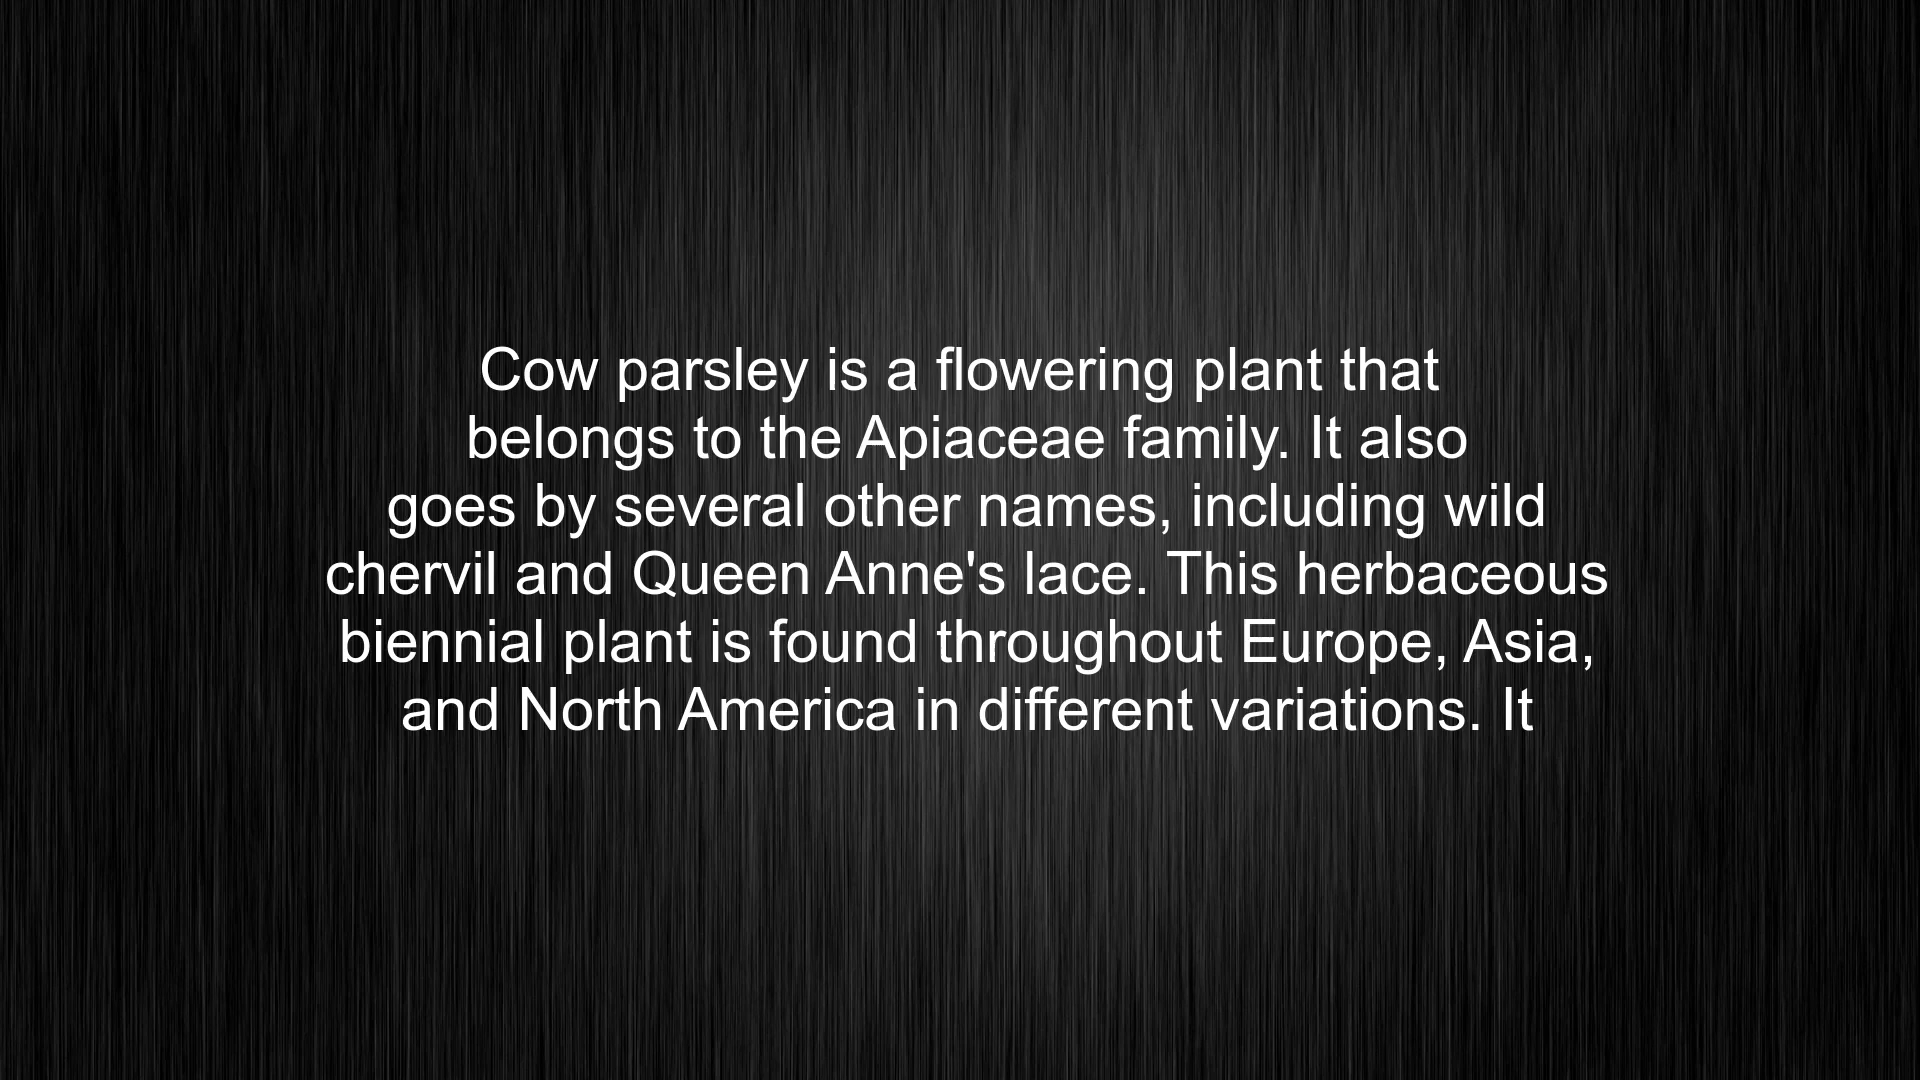 Cow parsley is a flowering plant that
belongs to the Apiaceae family. It also
goes by several other names, including wild
chervil and Queen Anne's lace. This herbaceous
biennial plant is found throughout Europe, Asia,
and North America in different variations. It